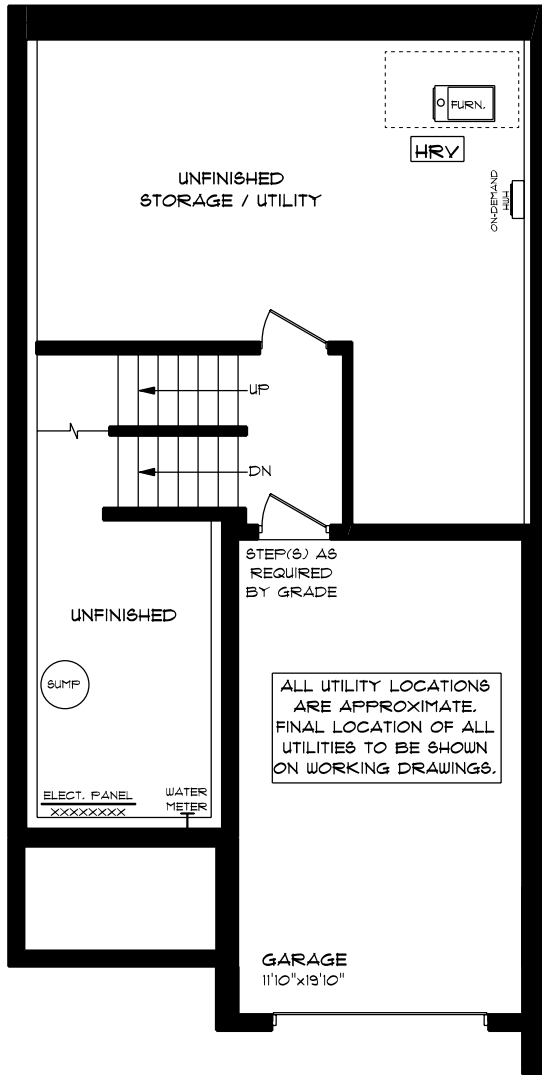 FURN.
HRV
UNFINISHED
STORAGE / UTILITY
ON-DEMAND
HWH
UP
DN
STEP(S) AS
REQUIRED
BY GRADE
UNFINISHED
SUMP
ALL UTILITY LOCATIONS
ARE APPROXIMATE.
FINAL LOCATION OF ALL
UTILITIES TO BE SHOWN
ON WORKING DRAWINGS.
ELECT. PANEL
XXXXXXXX
WATER
METER
GARAGE
11'10"x19'10"